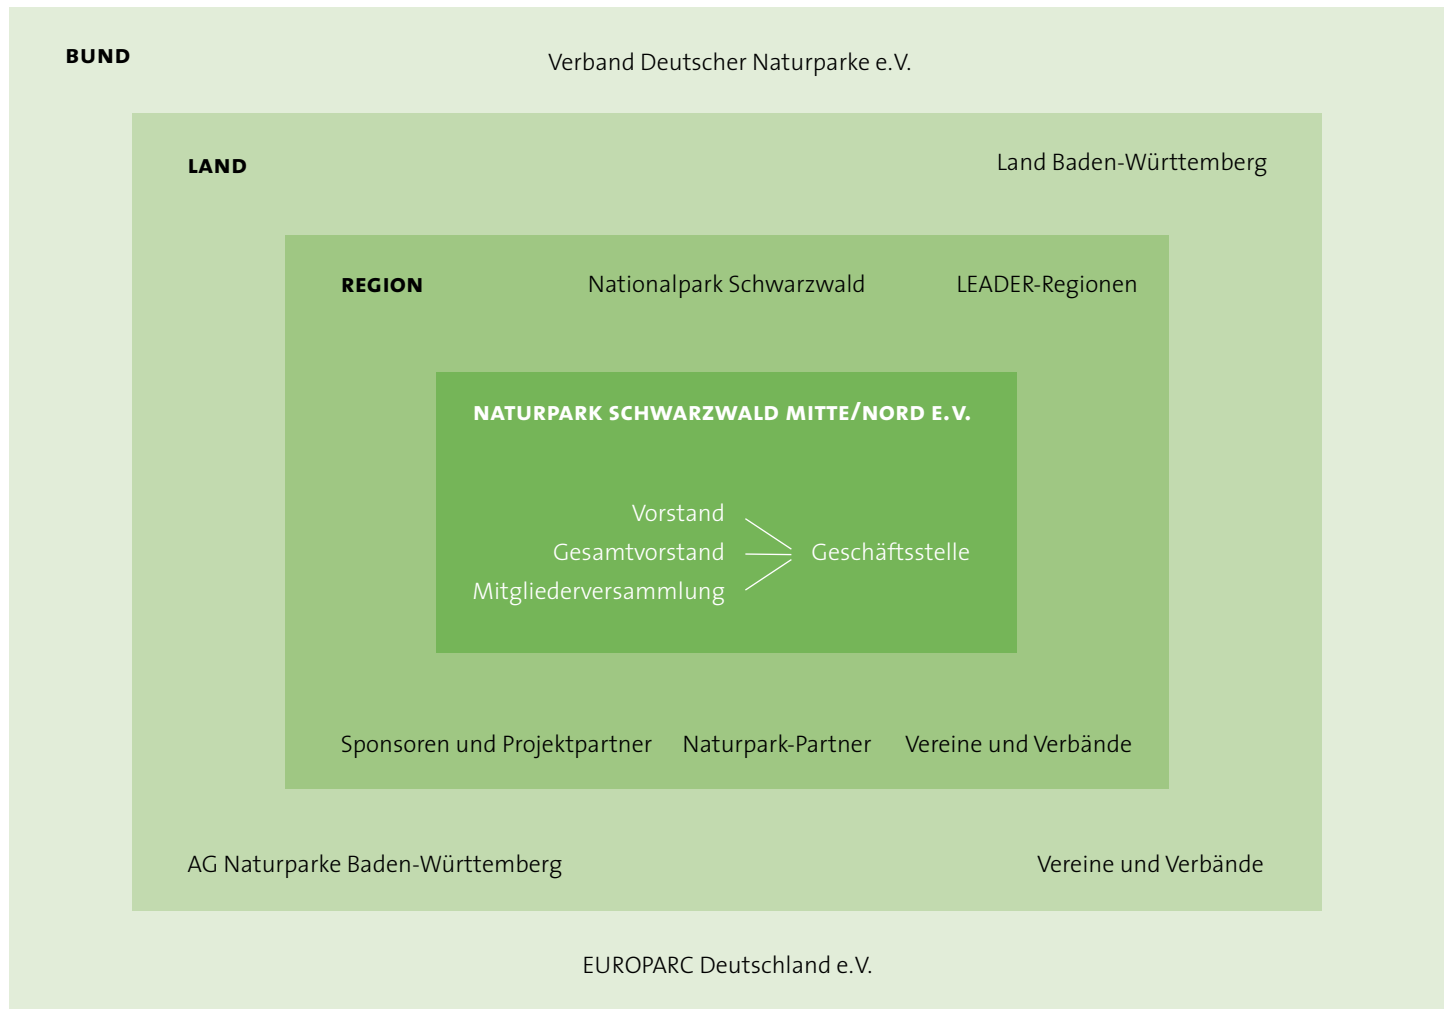 BUND
Verband Deutscher Naturparke e.V.
LAND
Land Baden-Württemberg
REGION
Nationalpark Schwarzwald
LEADER-Regionen
NATURPARK SCHWARZWALD MITTE/NORD E.V.
Vorstand
Gesamtvorstand
Geschäftsstelle
Mitgliederversammlung
Sponsoren und Projektpartner
Naturpark-Partner
Vereine und Verbände
AG Naturparke Baden-Württemberg
Vereine und Verbände
EUROPARC Deutschland e.V.